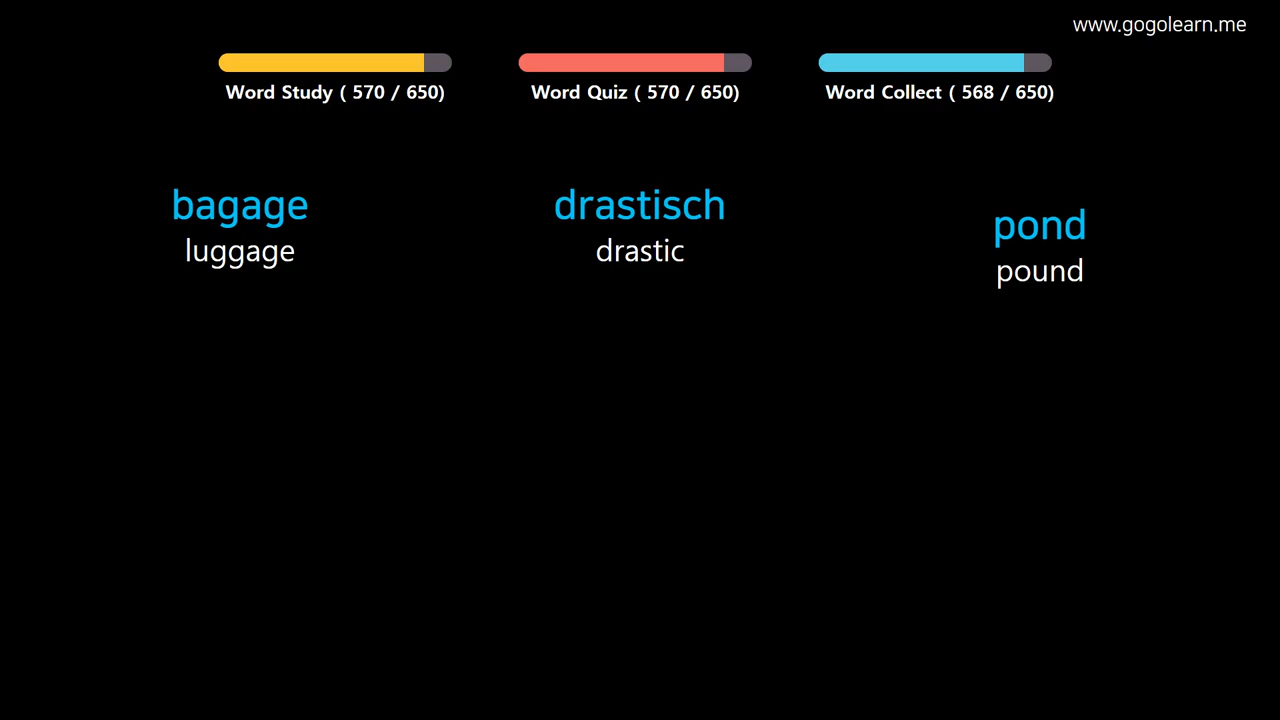 www.gogolearn.me
Word Study ( 570 / 650)
Word Quiz ( 570 / 650)
Word Collect ( 568 / 650)
bagage
luggage
drastisch
drastic
pond
pound